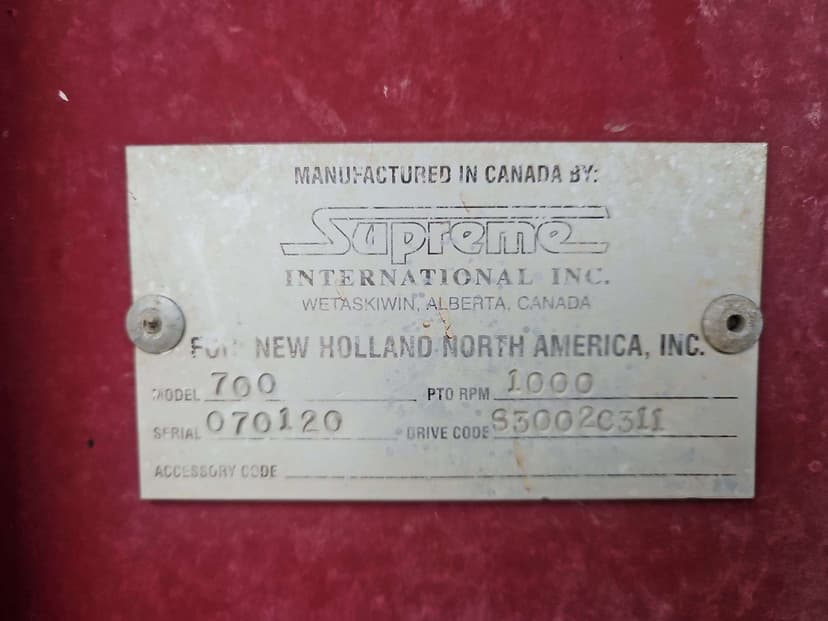 MANUFACTURED IN CANADA BY:
Supreme
INTERNATIONAL INC.
WETASKIWIN, ALBERTA, CANADA
FOR NEW HOLLAND NORTH AMERICA, INC.
MODEL 700 PTO RPM 1000
SERIAL 070120 DRIVE CODE S3002C311
ACCESSORY CODE